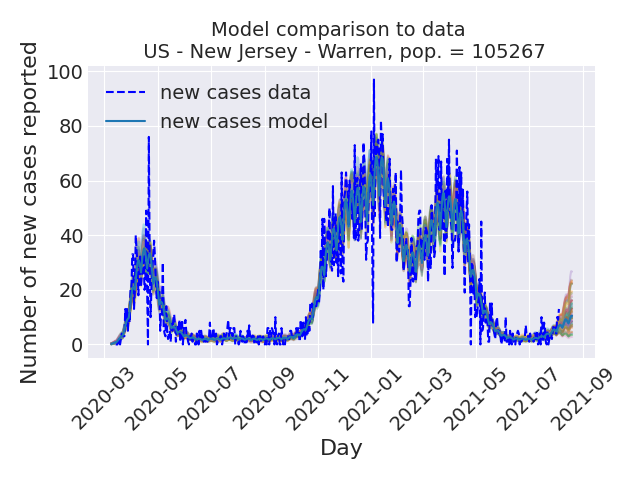 Model comparison to data
US - New Jersey - Warren, pop. = 105267
Number of new cases reported
100
80
60
40
20
0
new cases data
new cases model
2020-03
2020-05
2020-07
2020-09
2020-11
2021-01
2021-03
2021-05
2021-07
2021-09
Day